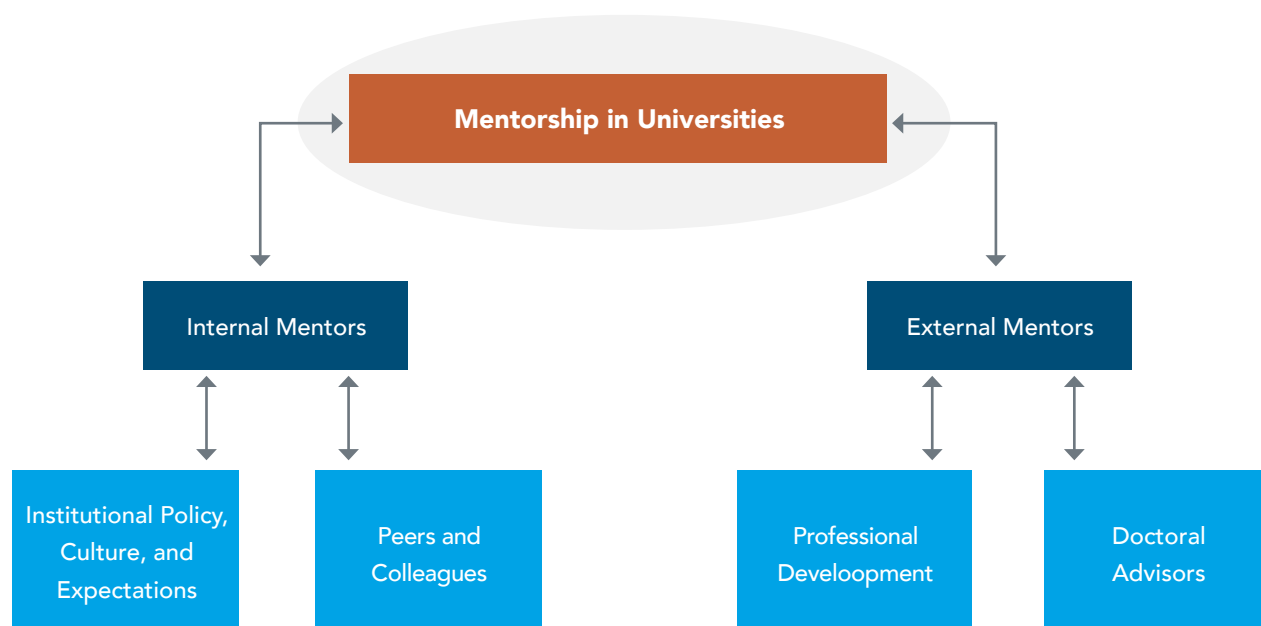 Mentorship in Universities
Internal Mentors
External Mentors
Institutional Policy,
Culture, and
Expectations
Peers and
Colleagues
Professional
Develoopment
Doctoral
Advisors